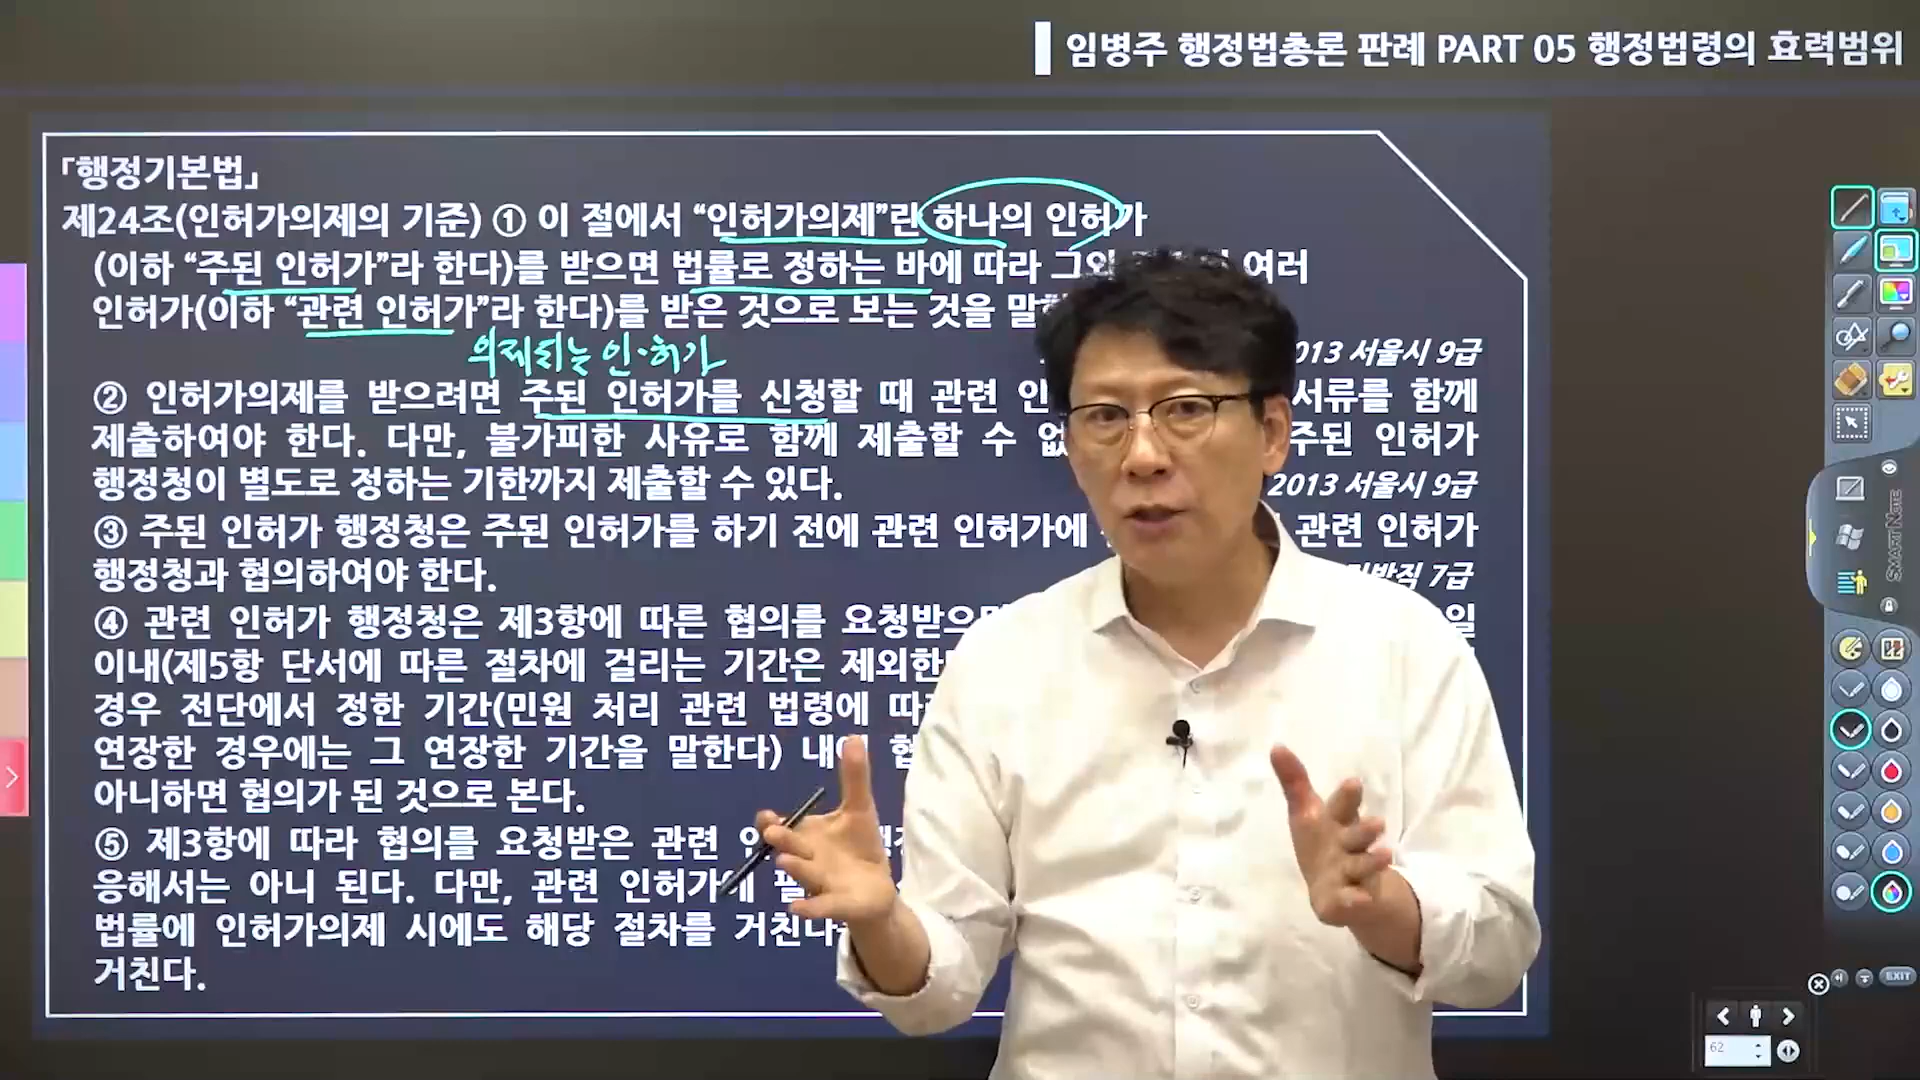 임병주 행정법총론 판례 PART 05 행정법령의 효력범위
「행정기본법」
제24조(인허가의제의 기준) ① 이 절에서 “인허가의제”란 하나의 인허가
(이하 “주된 인허가”라 한다)를 받으면 법률로 정하는 바에 따라 그와 여러
인허가(이하 “관련 인허가”라 한다)를 받은 것으로 보는 것을
의제되는 인·허가
2013 서울시 9급
② 인허가의제를 받으려면 주된 인허가를 신청할 때 관련 서류를 함께
제출하여야 한다. 다만, 불가피한 사유로 함께 제출할 수 주된 인허가
행정청이 별도로 정하는 기한까지 제출할 수 있다.
2013 서울시 9급
③ 주된 인허가 행정청은 주된 인허가를 하기 전에 관련 인허가에 관련 인허가
행정청과 협의하여야 한다.
7급
④ 관련 인허가 행정청은 제3항에 따른 협의를 일
이내(제5항 단서에 따른 절차에 걸리는 기간은
경우 전단에서 정한 기간(민원 처리 관련 법령에
연장한 경우에는 그 연장한 기간을 말한다)
아니하면 협의가 된 것으로 본다.
⑤ 제3항에 따라 협의를 요청받은 관련
응해서는 아니 된다. 다만, 관련 인허가에
법률에 인허가의제 시에도 해당 절차를
거친다.
SMART NOTE
EXIT
62